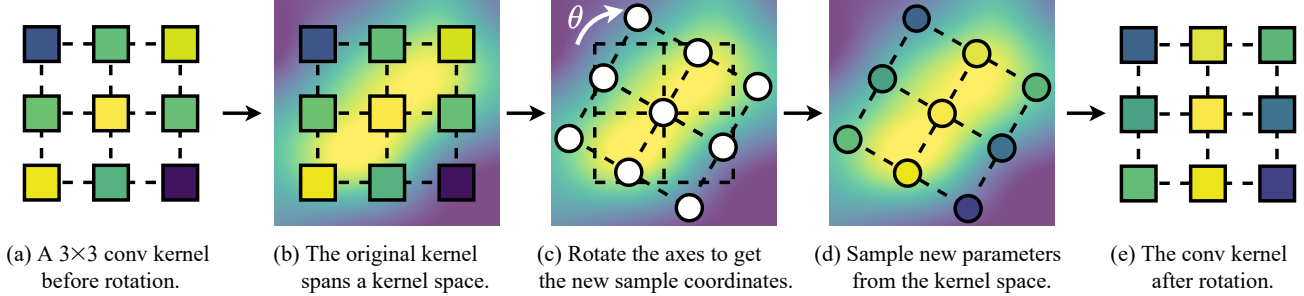 θ
(a) A 3×3 conv kernel
before rotation.
(b) The original kernel
spans a kernel space.
(c) Rotate the axes to get
the new sample coordinates.
(d) Sample new parameters
from the kernel space.
(e) The conv kernel
after rotation.